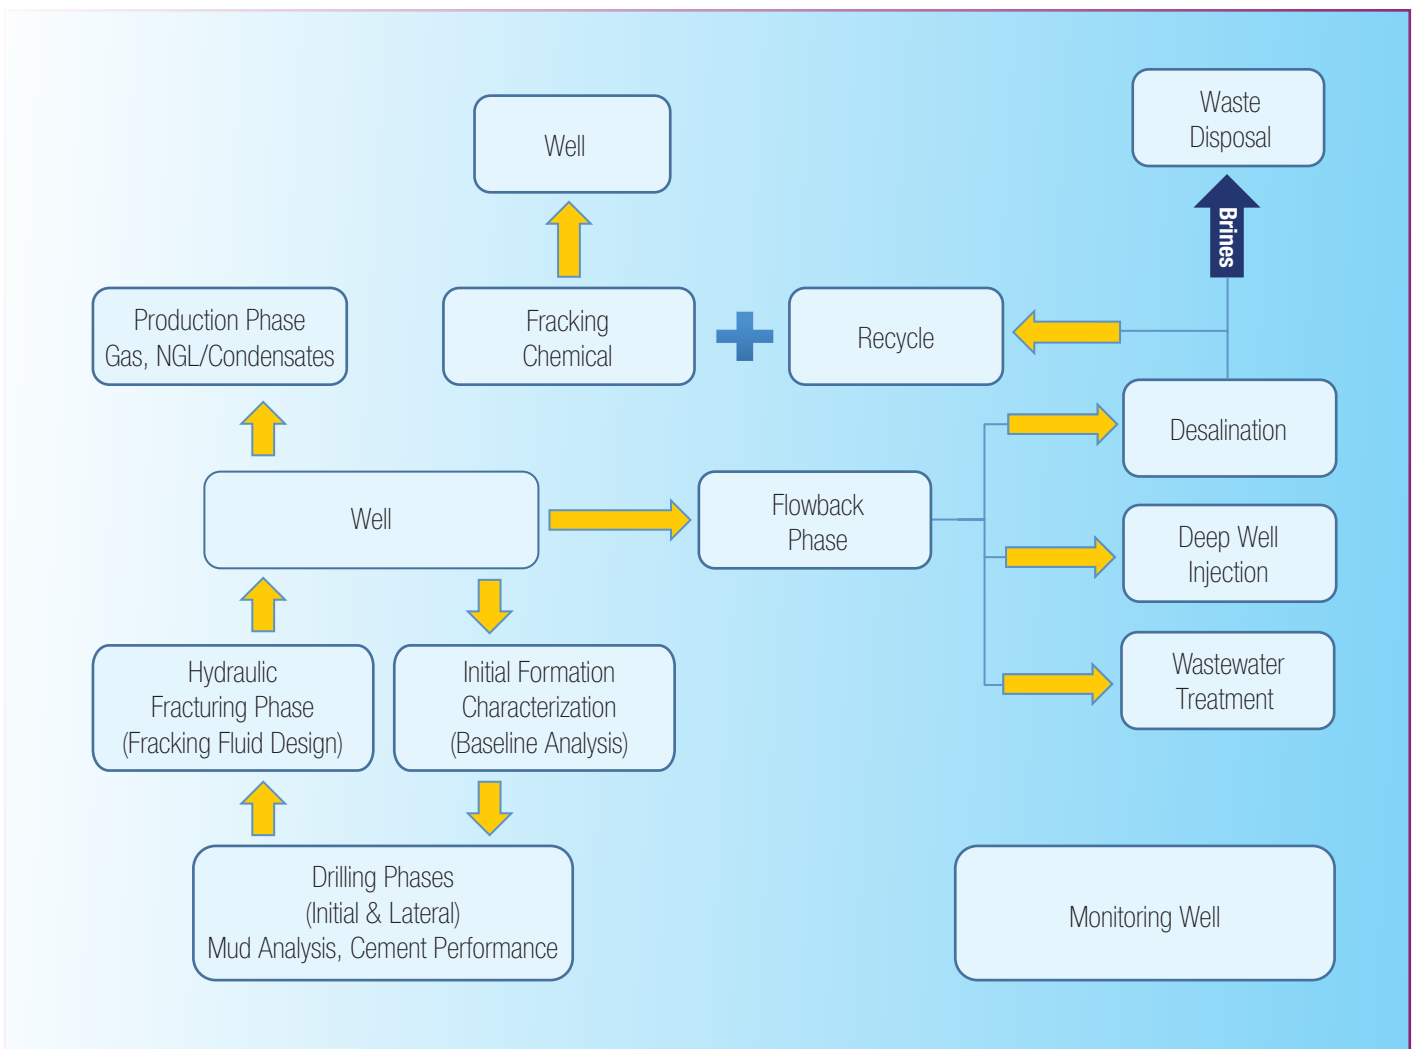 Waste
Disposal
Well
Brines
Production Phase
Gas, NGL/Condensates
Fracking
Chemical
Recycle
Desalination
Well
Flowback
Phase
Deep Well
Injection
Hydraulic
Fracturing Phase
(Fracking Fluid Design)
Initial Formation
Characterization
(Baseline Analysis)
Wastewater
Treatment
Drilling Phases
(Initial & Lateral)
Mud Analysis, Cement Performance
Monitoring Well